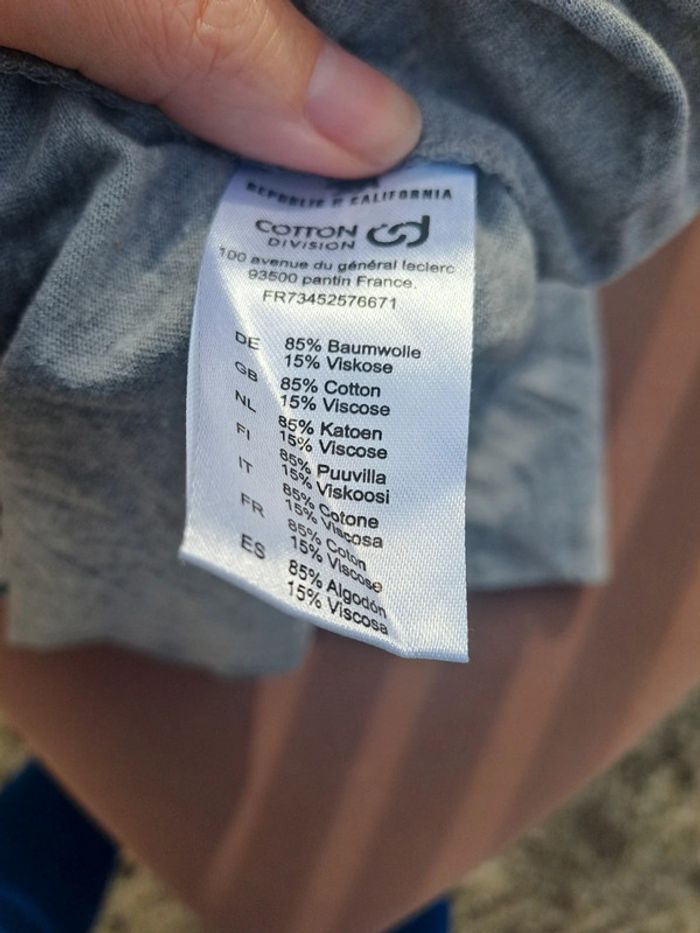 REPUBLIC OF CALIFORNIA
COTTON
DIVISION
100 avenue du général leclerc
93500 pantin France.
FR73452576671
DE 85% Baumwolle
15% Viskose
GB 85% Cotton
15% Viscose
NL 85% Katoen
15% Viscose
FI 85% Puuvilla
15% Viskoosi
IT 85% Cotone
15% Viscosa
FR 85% Coton
15% Viscose
ES 85% Algodón
15% Viscosa